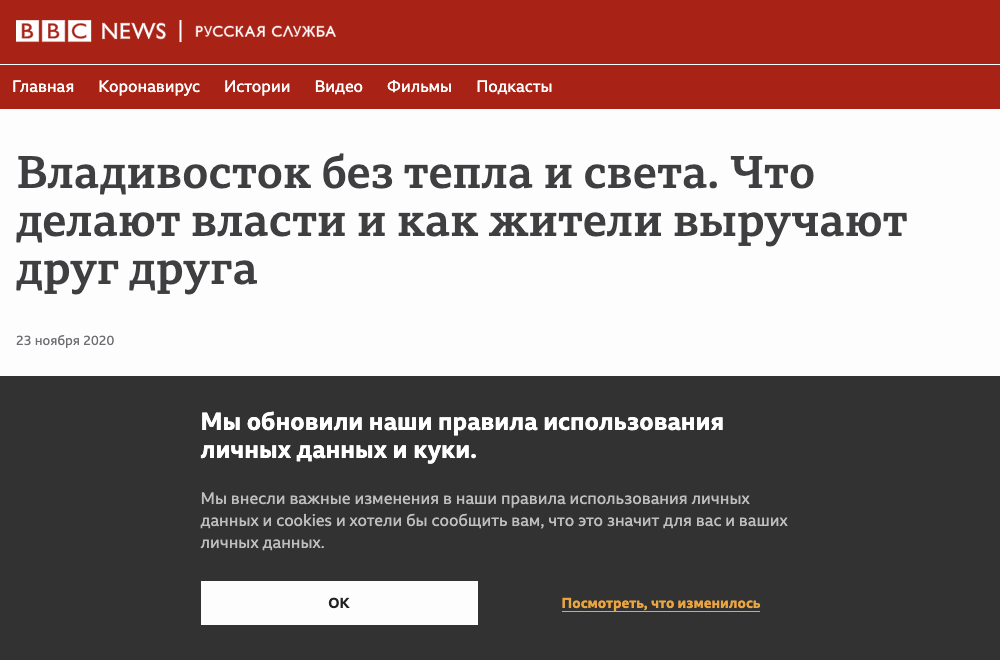 BBC NEWS | РУССКАЯ СЛУЖБА
Главная Коронавирус Истории Видео Фильмы Подкасты
Владивосток без тепла и света. Что
делают власти и как жители выручают
друг друга
23 ноября 2020
Мы обновили наши правила использования
личных данных и куки.
Мы внесли важные изменения в наши правила использования личных
данных и cookies и хотели бы сообщить вам, что это значит для вас и ваших
личных данных.
OK Посмотреть, что изменилось